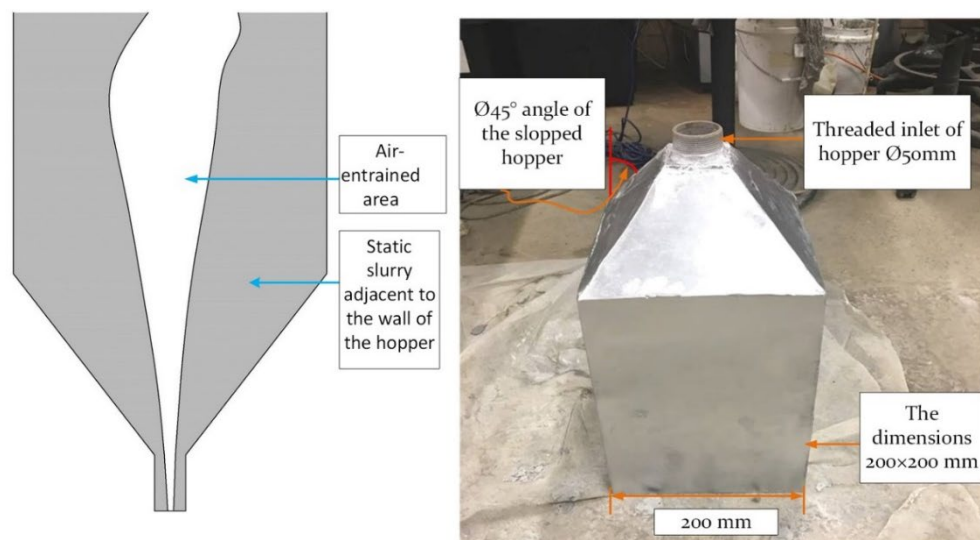 Air-
entrained
area
Static
slurry
adjacent to
the wall of
the hopper
Ø45° angle of
the slopped
hopper
Threaded inlet of
hopper Ø50mm
The
dimensions
200×200 mm
200 mm